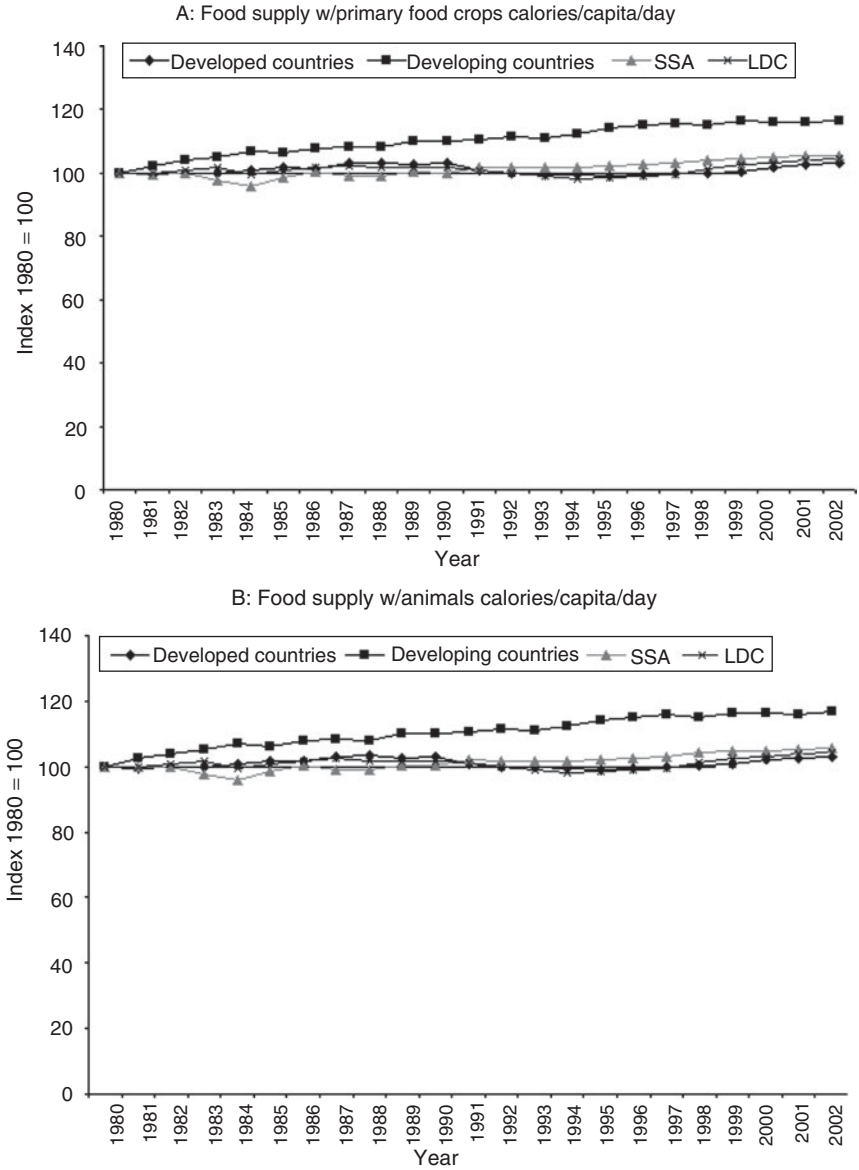 A: Food supply w/primary food crops calories/capita/day
140
Developed countries Developing countries SSA LDC
120
100
80
60
40
20
0
Index 1980 = 100
1980 1981 1982 1983 1984 1985 1986 1987 1988 1989 1990 1991 1992 1993 1994 1995 1996 1997 1998 1999 2000 2001 2002
Year
B: Food supply w/animals calories/capita/day
140
Developed countries Developing countries SSA LDC
120
100
80
60
40
20
0
Index 1980 = 100
1980 1981 1982 1983 1984 1985 1986 1987 1988 1989 1990 1991 1992 1993 1994 1995 1996 1997 1998 1999 2000 2001 2002
Year